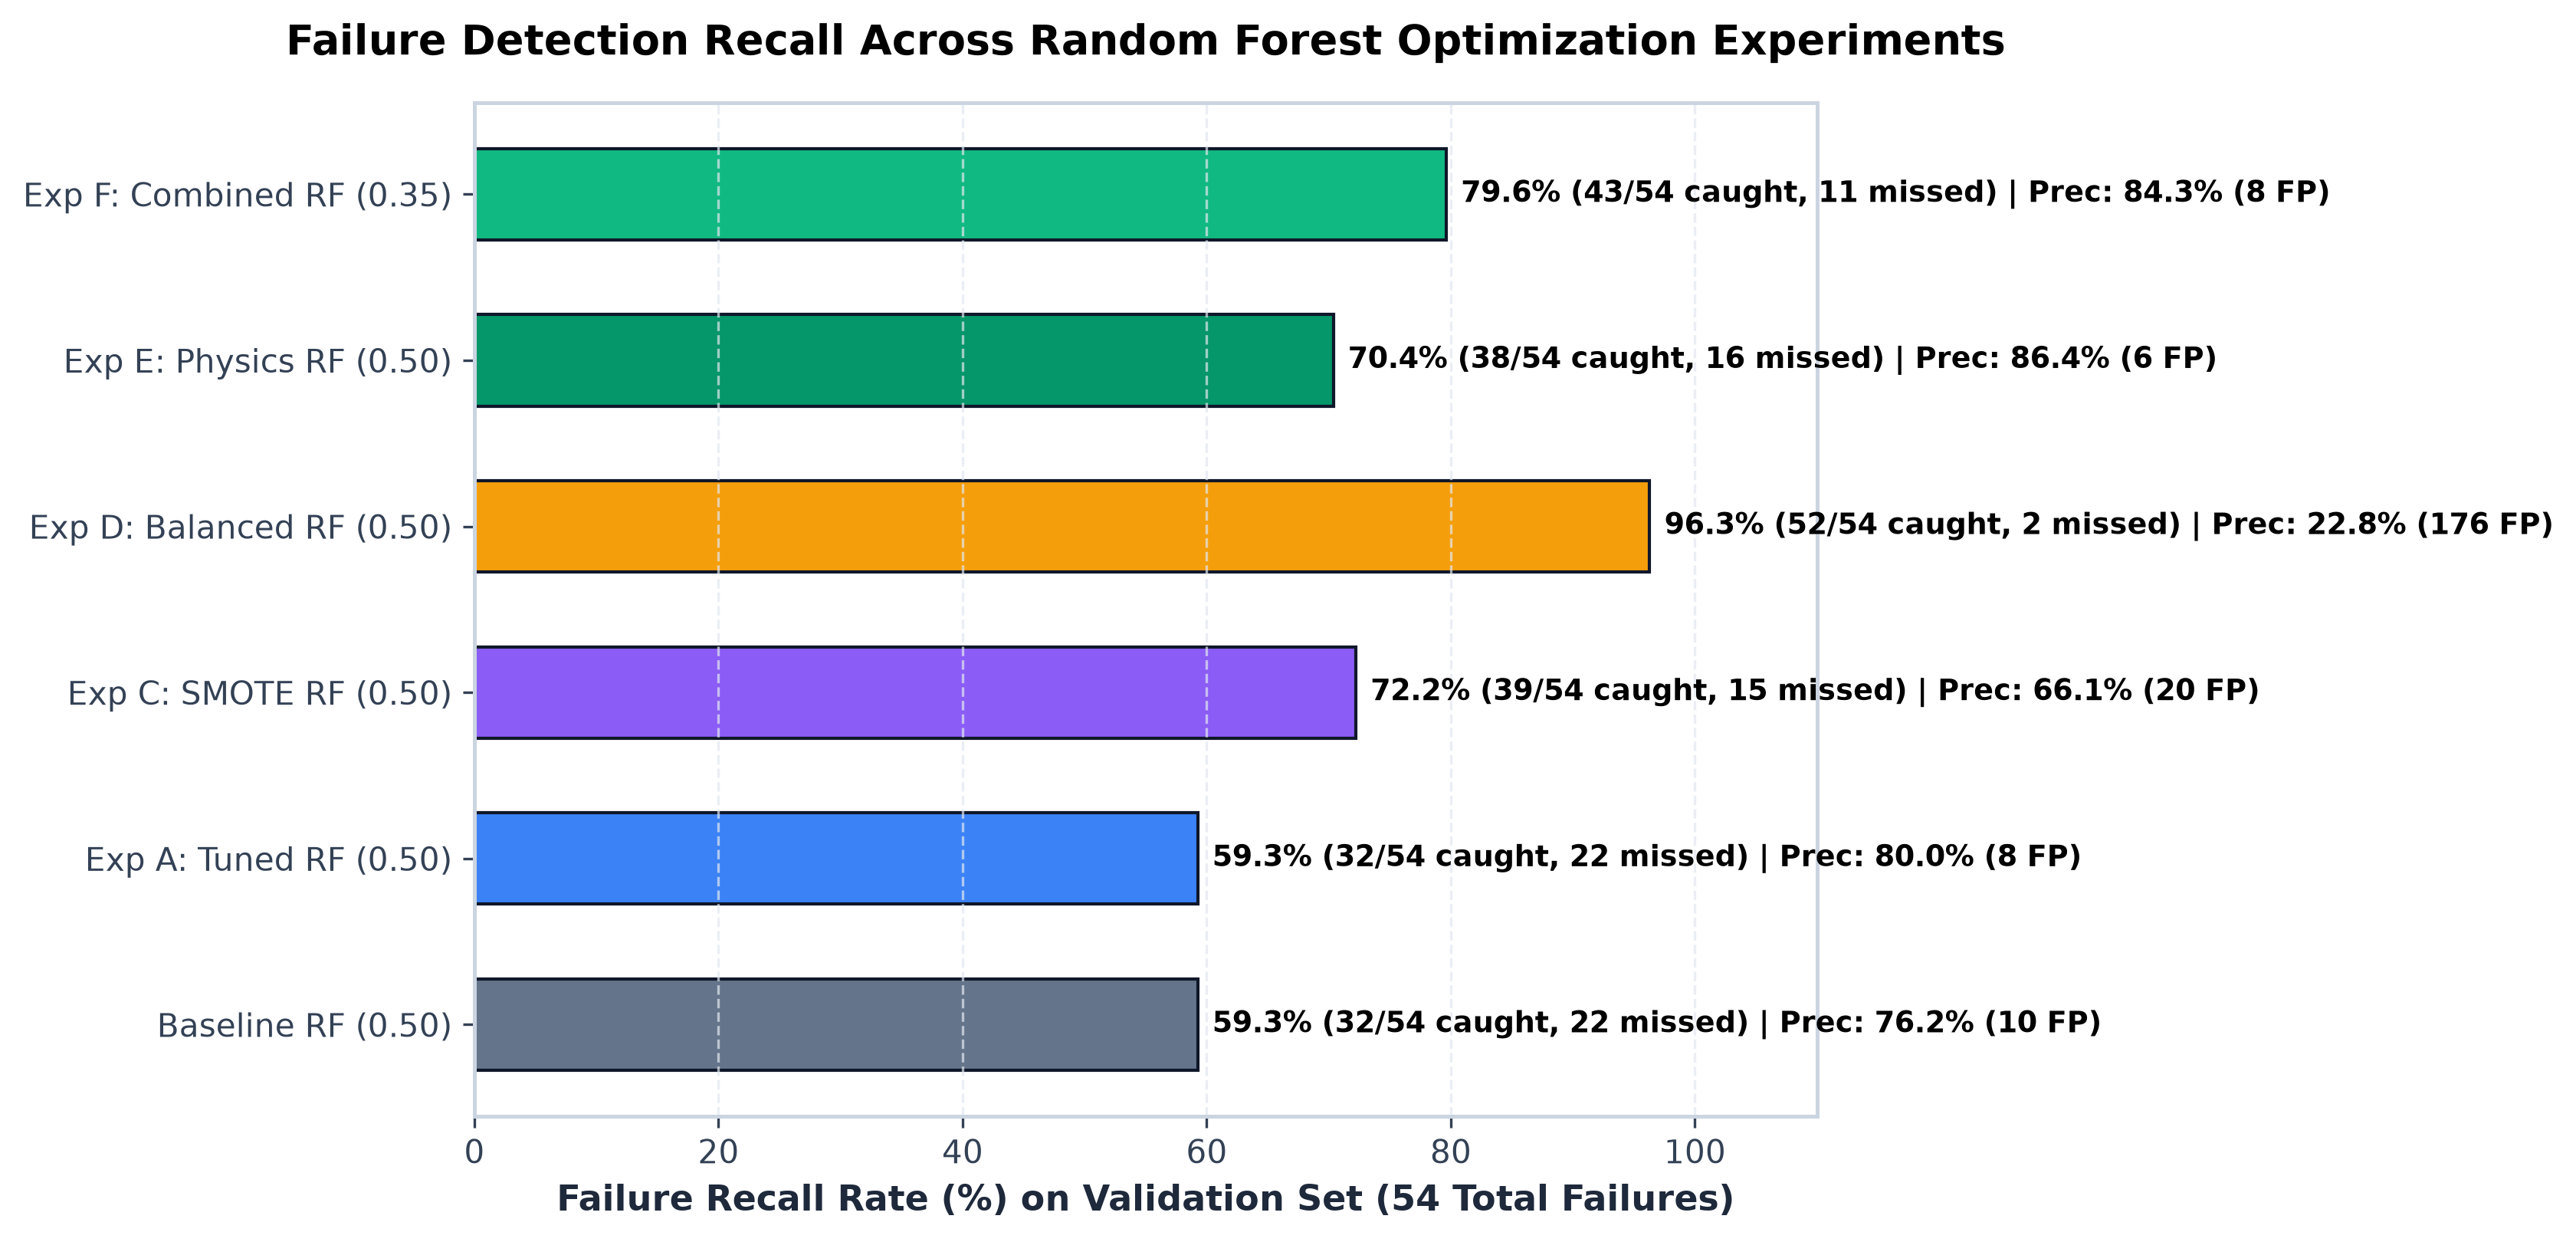 Failure Detection Recall Across Random Forest Optimization Experiments
Exp F: Combined RF (0.35)
79.6% (43/54 caught, 11 missed) | Prec: 84.3% (8 FP)
Exp E: Physics RF (0.50)
70.4% (38/54 caught, 16 missed) | Prec: 86.4% (6 FP)
Exp D: Balanced RF (0.50)
96.3% (52/54 caught, 2 missed) | Prec: 22.8% (176 FP)
Exp C: SMOTE RF (0.50)
72.2% (39/54 caught, 15 missed) | Prec: 66.1% (20 FP)
Exp A: Tuned RF (0.50)
59.3% (32/54 caught, 22 missed) | Prec: 80.0% (8 FP)
Baseline RF (0.50)
59.3% (32/54 caught, 22 missed) | Prec: 76.2% (10 FP)
0 20 40 60 80 100
Failure Recall Rate (%) on Validation Set (54 Total Failures)